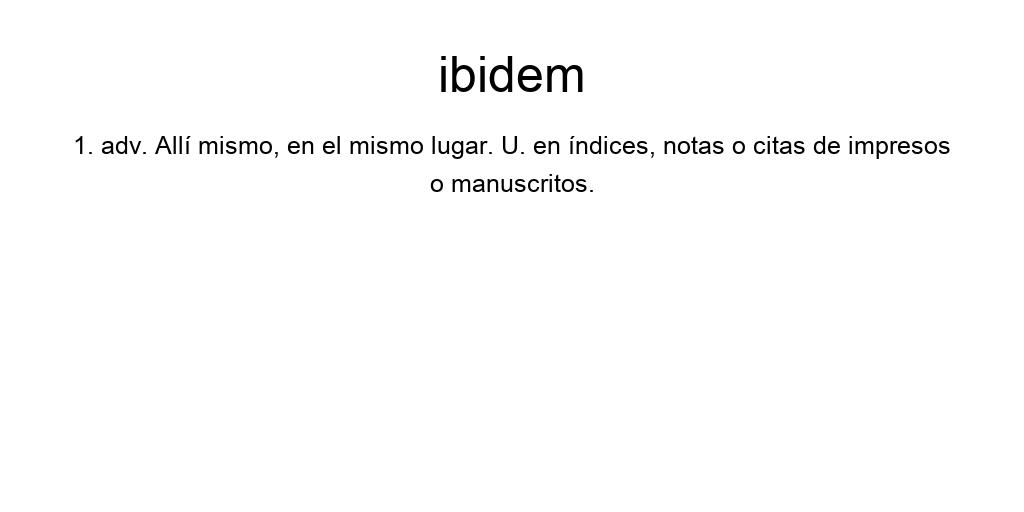 ibidem
1. adv. Allí mismo, en el mismo lugar. U. en índices, notas o citas de impresos
o manuscritos.